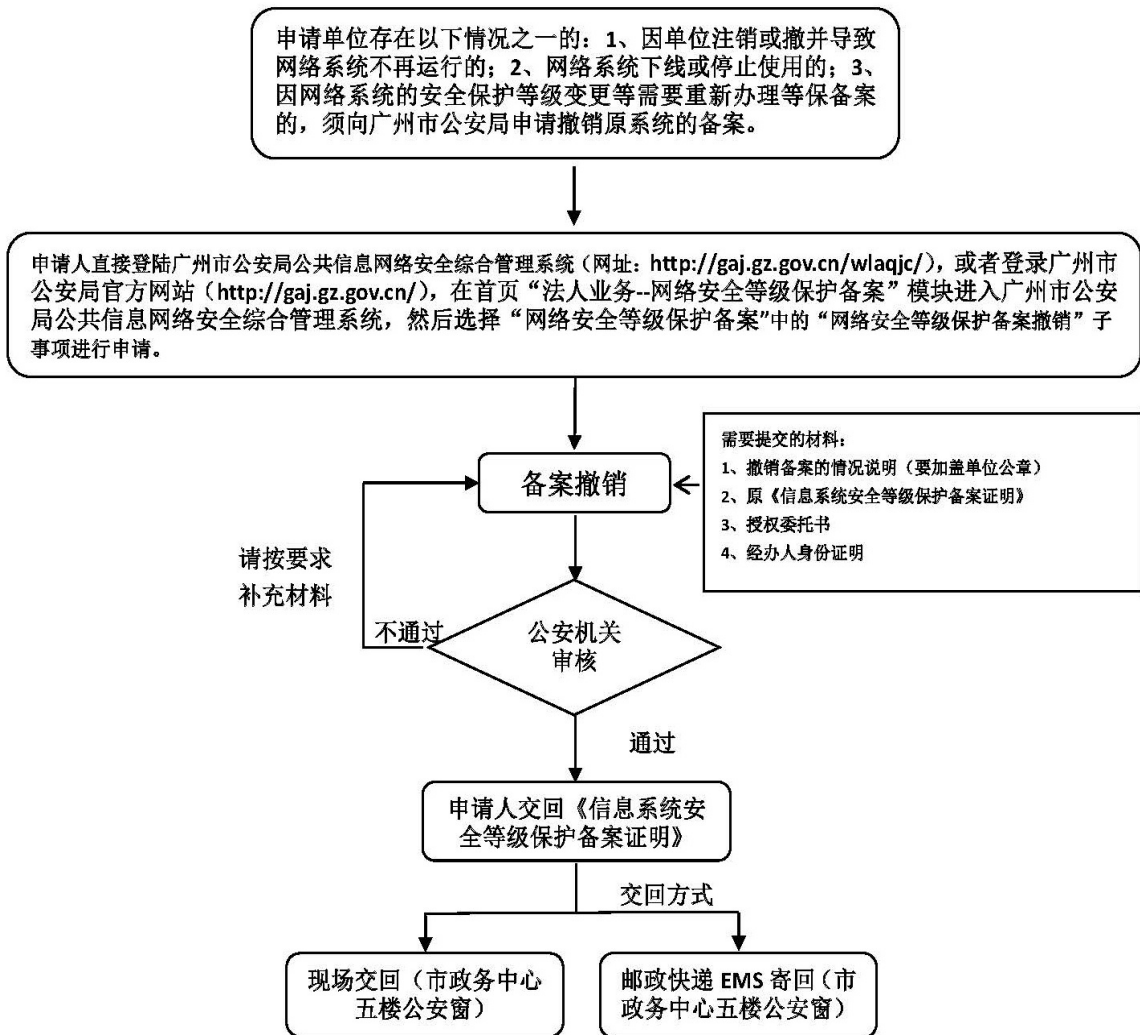 申请单位存在以下情况之一的：1、因单位注销或撤并导致
网络系统不再运行的；2、网络系统下线或停止使用的；3、
因网络系统的安全保护等级变更等需要重新办理等保备案
的，须向广州市公安局申请撤销原系统的备案。
申请人直接登陆广州市公安局公共信息网络安全综合管理系统（网址：http://gaj.gz.gov.cn/wlaqjc/），或者登录广州市
公安局官方网站（http://gaj.gz.gov.cn/），在首页“法人业务--网络安全等级保护备案”模块进入广州市公安
局公共信息网络安全综合管理系统，然后选择“网络安全等级保护备案”中的“网络安全等级保护备案撤销”子
事项进行申请。
需要提交的材料：
1、撤销备案的情况说明（要加盖单位公章）
2、原《信息系统安全等级保护备案证明》
3、授权委托书
4、经办人身份证明
备案撤销
请按要求
补充材料
不通过
公安机关
审核
通过
申请人交回《信息系统安
全等级保护备案证明》
交回方式
现场交回（市政务中心
五楼公安窗）
邮政快递 EMS 寄回（市
政务中心五楼公安窗）